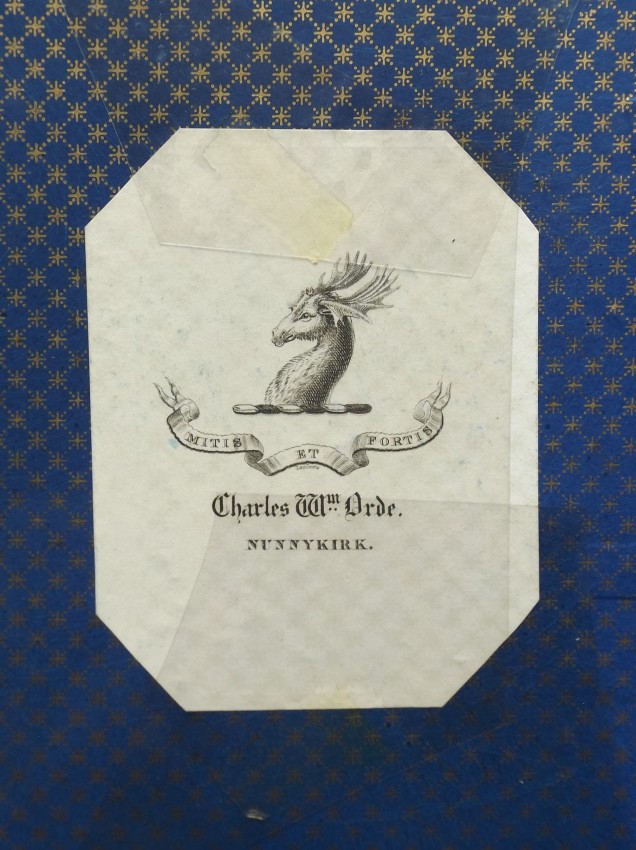 MITIS ET FORTIS
Charles Wm. Orde.
NUNNYKIRK.